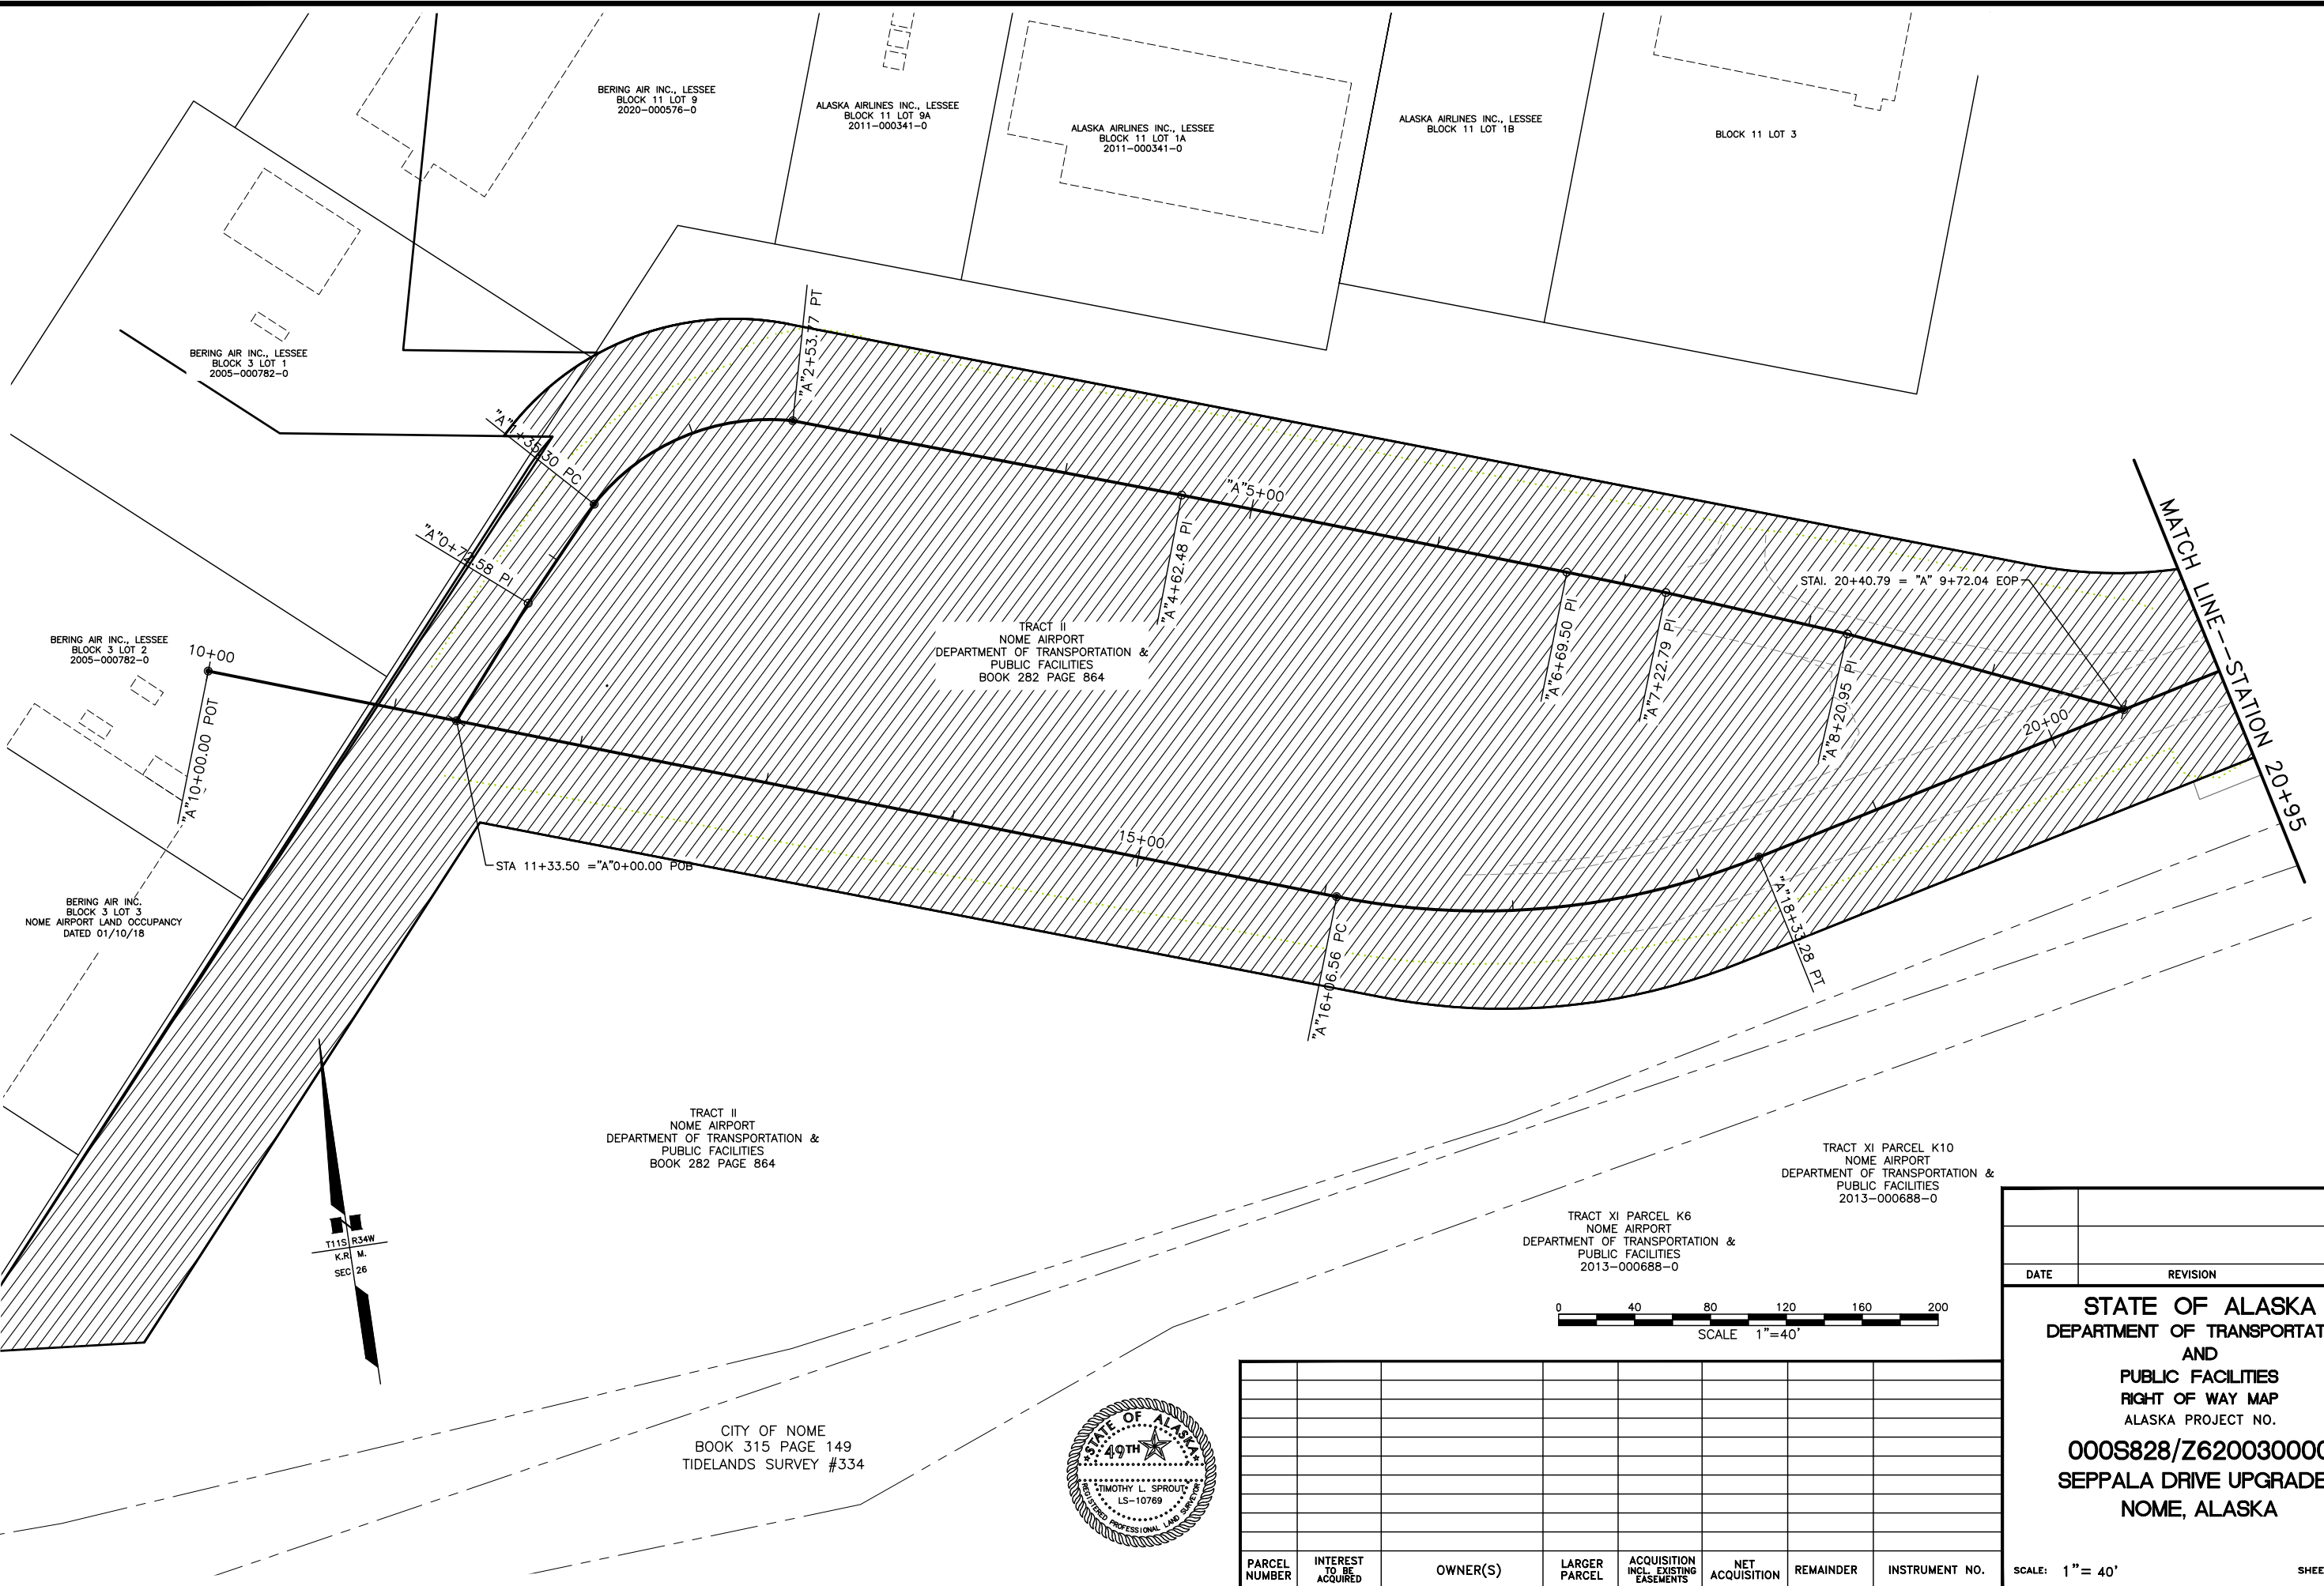 BERING AIR INC., LESSEE
BLOCK 11 LOT 9
2020-000576-0
ALASKA AIRLINES INC., LESSEE
BLOCK 11 LOT 9A
2011-000341-0
ALASKA AIRLINES INC., LESSEE
BLOCK 11 LOT 1A
2011-000341-0
ALASKA AIRLINES INC., LESSEE
BLOCK 11 LOT 1B
BLOCK 11 LOT 3
BERING AIR INC., LESSEE
BLOCK 3 LOT 1
2005-000782-0
"A"2+53.77 PT
"A"1+35.30 PC
"A"0+72.58 PI
"A"5+00
"A"4+62.48 PI
"A"6+69.50 PI
"A"7+22.79 PI
"A"8+20.95 PI
STAI. 20+40.79 = "A" 9+72.04 EOP
MATCH LINE--STATION 20+95
TRACT II
NOME AIRPORT
DEPARTMENT OF TRANSPORTATION &
PUBLIC FACILITIES
BOOK 282 PAGE 864
BERING AIR INC., LESSEE
BLOCK 3 LOT 2
2005-000782-0
10+00
"A"10+00.00 POT
20+00
15+00
STA 11+33.50 ="A"0+00.00 POB
"A"16+06.56 PC
"A"18+33.28 PT
BERING AIR INC.
BLOCK 3 LOT 3
NOME AIRPORT LAND OCCUPANCY
DATED 01/10/18
TRACT II
NOME AIRPORT
DEPARTMENT OF TRANSPORTATION &
PUBLIC FACILITIES
BOOK 282 PAGE 864
N
T11S R34W
K.R. M.
SEC 26
TRACT XI PARCEL K10
NOME AIRPORT
DEPARTMENT OF TRANSPORTATION &
PUBLIC FACILITIES
2013-000688-0
TRACT XI PARCEL K6
NOME AIRPORT
DEPARTMENT OF TRANSPORTATION &
PUBLIC FACILITIES
2013-000688-0
0 40 80 120 160 200
SCALE 1"=40'
CITY OF NOME
BOOK 315 PAGE 149
TIDELANDS SURVEY #334
STATE OF ALASKA
49TH
TIMOTHY L. SPROUT
LS-10769
REGISTERED PROFESSIONAL LAND SURVEYOR
PARCEL NUMBER
INTEREST TO BE ACQUIRED
OWNER(S)
LARGER PARCEL
ACQUISITION INCL. EXISTING EASEMENTS
NET ACQUISITION
REMAINDER
INSTRUMENT NO.
DATE REVISION
STATE OF ALASKA
DEPARTMENT OF TRANSPORTAT
AND
PUBLIC FACILITIES
RIGHT OF WAY MAP
ALASKA PROJECT NO.
000S828/Z62003000
SEPPALA DRIVE UPGRADE
NOME, ALASKA
SCALE: 1"= 40'
SHEE